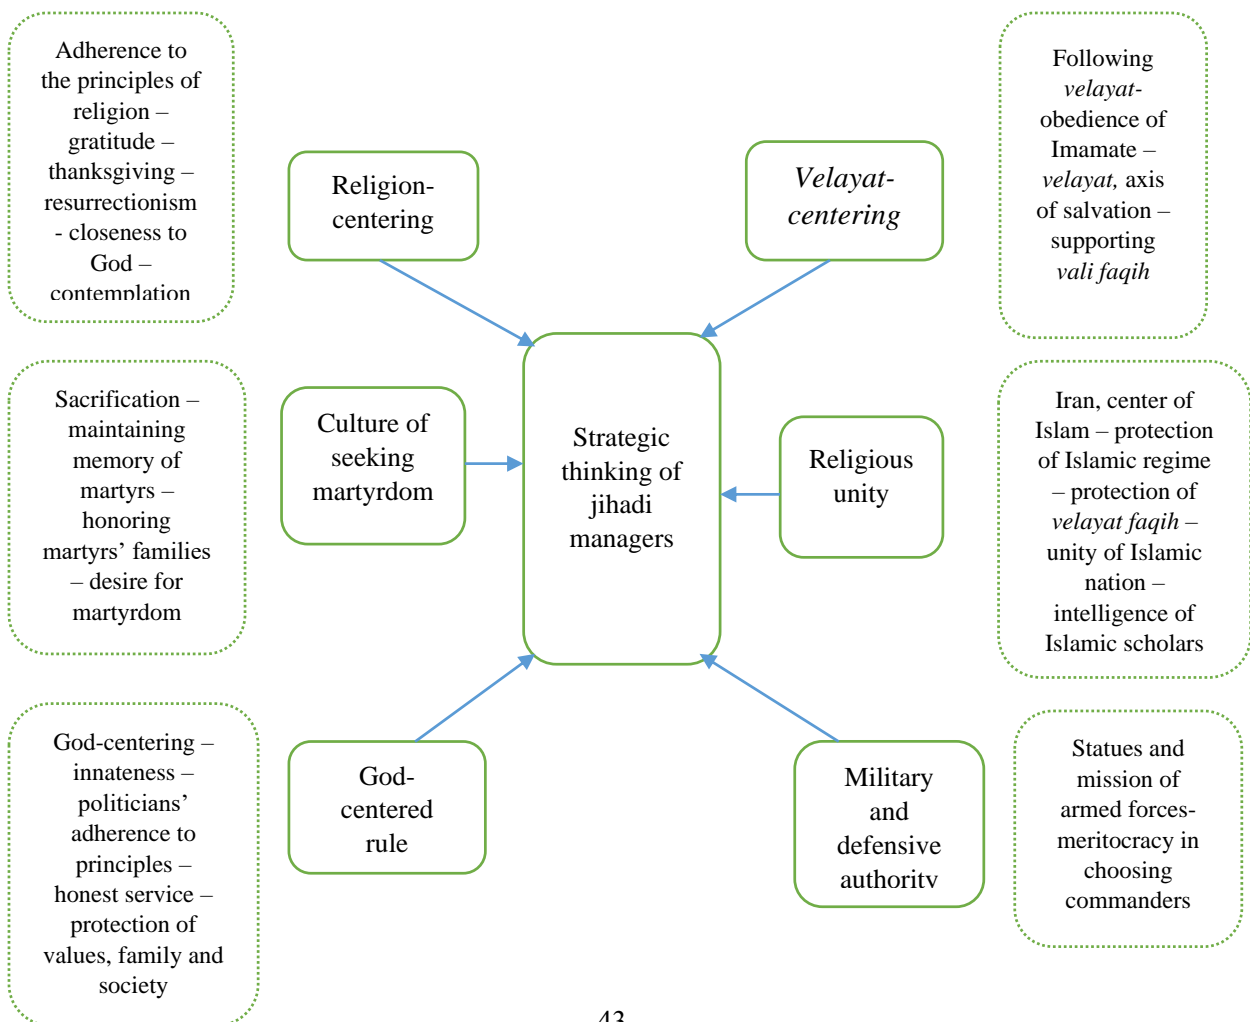 Adherence to
the principles of
religion –
gratitude –
thanksgiving –
resurrectionism
- closeness to
God –
contemplation
Religion-
centering
Velayat-
centering
Following
velayat-
obedience of
Imamate –
velayat, axis
of salvation –
supporting
vali faqih
Sacrification –
maintaining
memory of
martyrs –
honoring
martyrs’ families
– desire for
martyrdom
Culture of
seeking
martyrdom
Strategic
thinking of
jihadi
managers
Religious
unity
Iran, center of
Islam – protection
of Islamic regime
– protection of
velayat faqih –
unity of Islamic
nation –
intelligence of
Islamic scholars
God-centering –
innateness –
politicians’
adherence to
principles –
honest service –
protection of
values, family and
society
God-
centered
rule
Military
and
defensive
authority
Statues and
mission of
armed forces-
meritocracy in
choosing
commanders
43